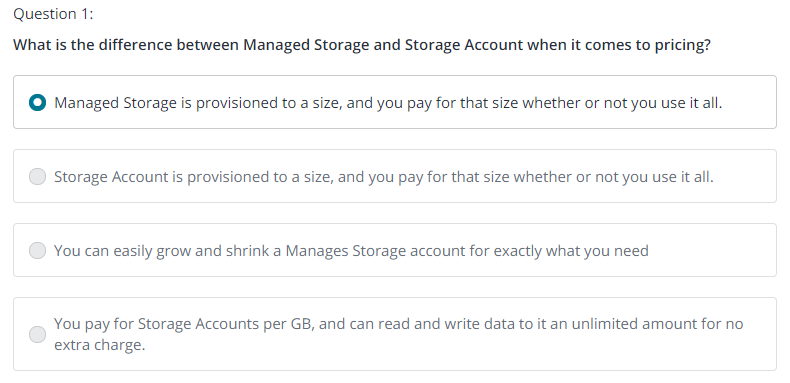 Question 1:
What is the difference between Managed Storage and Storage Account when it comes to pricing?
Managed Storage is provisioned to a size, and you pay for that size whether or not you use it all.
Storage Account is provisioned to a size, and you pay for that size whether or not you use it all.
You can easily grow and shrink a Manages Storage account for exactly what you need
You pay for Storage Accounts per GB, and can read and write data to it an unlimited amount for no
extra charge.